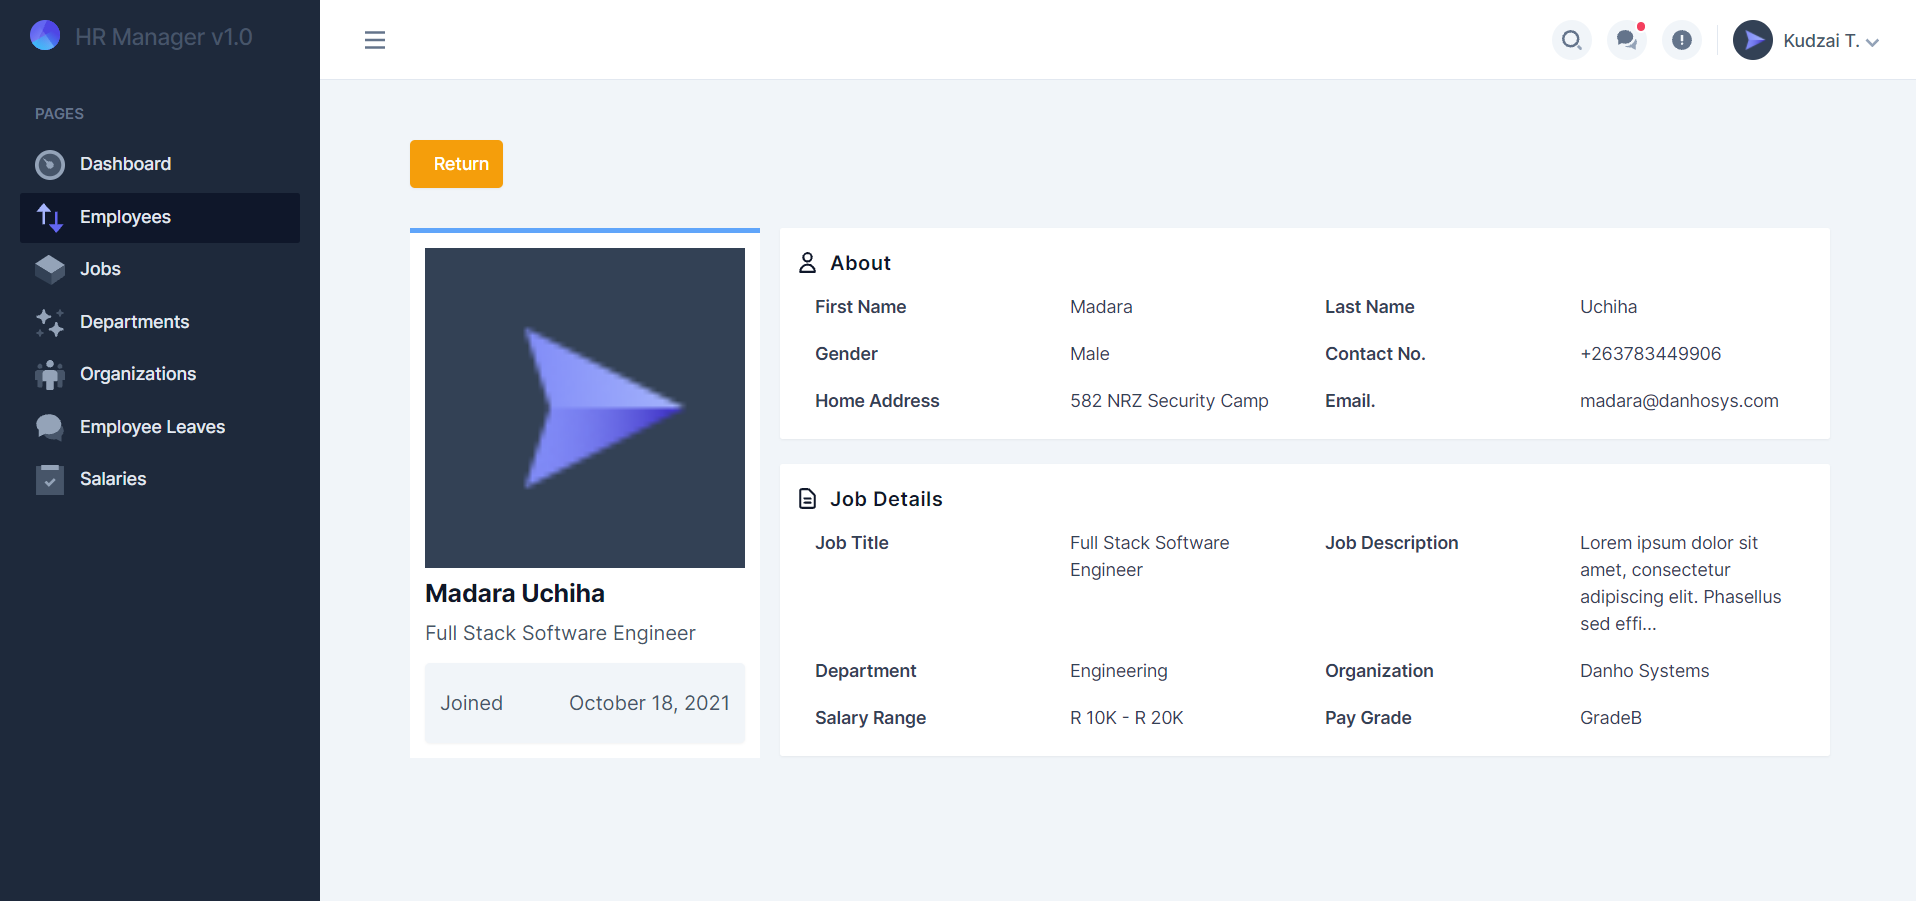 HR Manager v1.0
Kudzai T.
PAGES
Dashboard
Employees
Jobs
Departments
Organizations
Employee Leaves
Salaries
Return
Madara Uchiha
Full Stack Software Engineer
Joined October 18, 2021
About
First Name Madara Last Name Uchiha
Gender Male Contact No. +263783449906
Home Address 582 NRZ Security Camp Email. madara@danhosys.com
Job Details
Job Title Full Stack Software Job Description Lorem ipsum dolor sit
Engineer amet, consectetur
adipiscing elit. Phasellus
sed effi...
Department Engineering Organization Danho Systems
Salary Range R 10K - R 20K Pay Grade GradeB